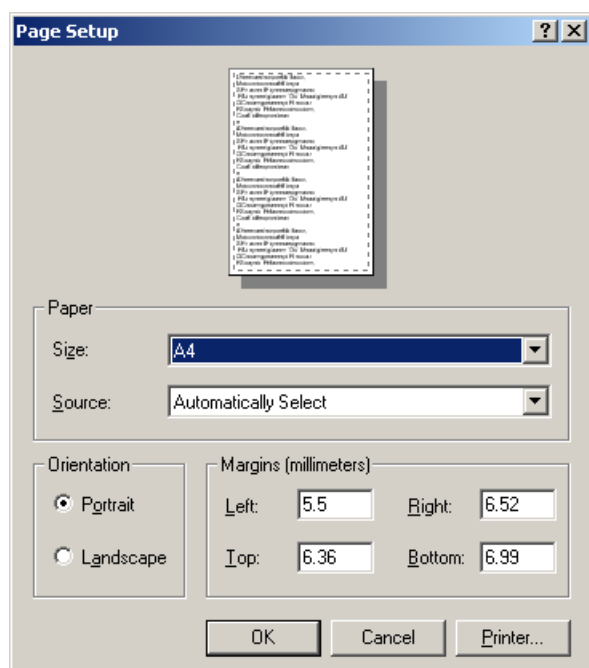 Page Setup
Paper
Size: A4
Source: Automatically Select
Orientation
Portrait
Landscape
Margins (millimeters)
Left: 5.5 Right: 6.52
Top: 6.36 Bottom: 6.99
OK Cancel Printer...